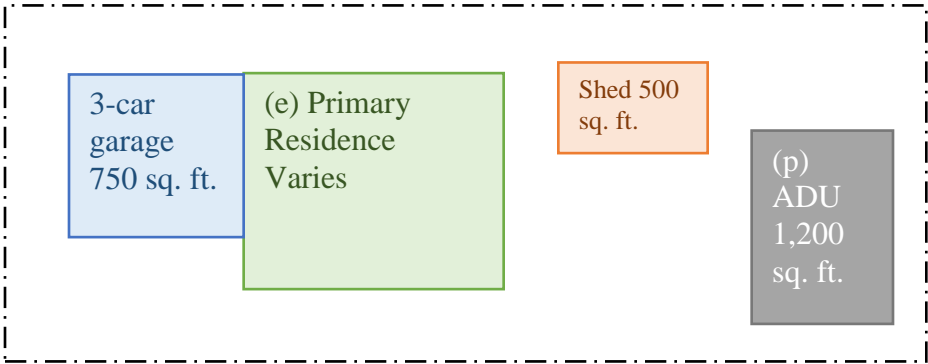 3-car
garage
750 sq. ft.
(e) Primary
Residence
Varies
Shed 500
sq. ft.
(p)
ADU
1,200
sq. ft.